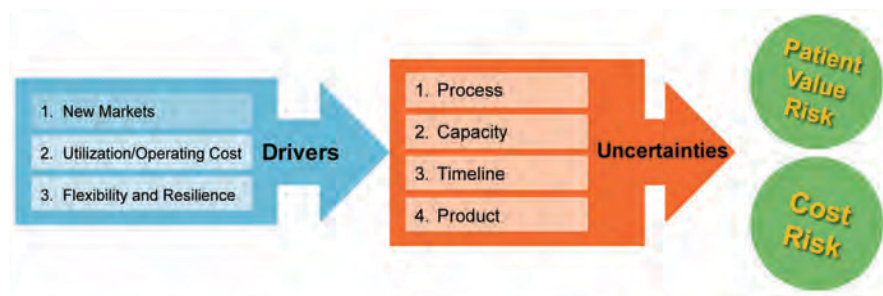 1. New Markets
2. Utilization/Operating Cost
3. Flexibility and Resilience
Drivers
1. Process
2. Capacity
3. Timeline
4. Product
Uncertainties
Patient
Value
Risk
Cost
Risk